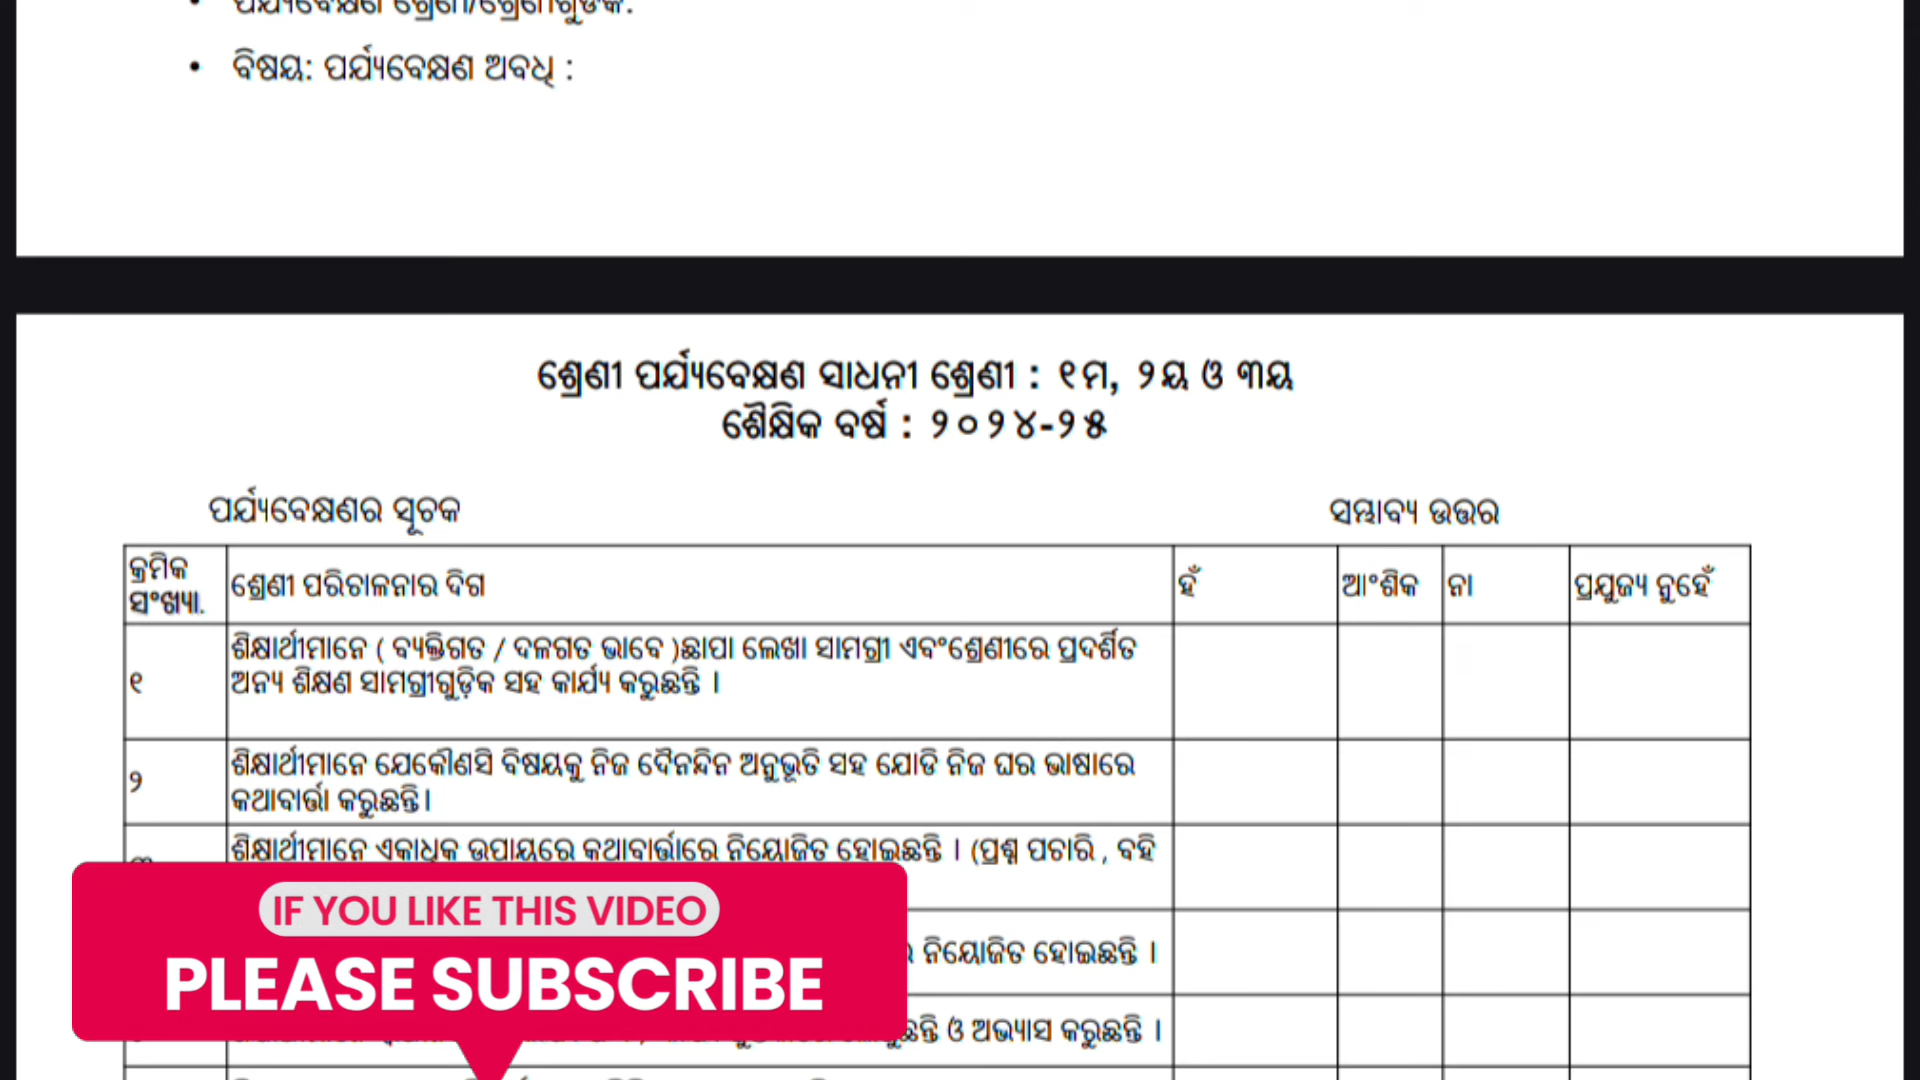 • ପର୍ଯ୍ୟବେକ୍ଷଣ ଶ୍ରେଣୀ/ଶ୍ରେଣୀଗୁଡିକ:
• ବିଷୟ: ପର୍ଯ୍ୟବେକ୍ଷଣ ଅବଧି :
ଶ୍ରେଣୀ ପର୍ଯ୍ୟବେକ୍ଷଣ ସାଧନୀ ଶ୍ରେଣୀ : ୧ମ, ୨ୟ ଓ ୩ୟ
ଶୈକ୍ଷିକ ବର୍ଷ : ୨୦୨୪-୨୫
ପର୍ଯ୍ୟବେକ୍ଷଣର ସୂଚକ ସମ୍ଭାବ୍ୟ ଉତ୍ତର
କ୍ରମିକ
ସଂଖ୍ୟା. ଶ୍ରେଣୀ ପରିଚାଳନାର ଦିଗ ହଁ ଆଂଶିକ ନା ପ୍ରଯୁଜ୍ୟ ନୁହେଁ
ଶିକ୍ଷାର୍ଥୀମାନେ ( ବ୍ୟକ୍ତିଗତ / ଦଳଗତ ଭାବେ )ଛାପା ଲେଖା ସାମଗ୍ରୀ ଏବଂଶ୍ରେଣୀରେ ପ୍ରଦର୍ଶିତ
୧ ଅନ୍ୟ ଶିକ୍ଷଣ ସାମଗ୍ରୀଗୁଡ଼ିକ ସହ କାର୍ଯ୍ୟ କରୁଛନ୍ତି ।
ଶିକ୍ଷାର୍ଥୀମାନେ ଯେକୌଣସି ବିଷୟକୁ ନିଜ ଦୈନନ୍ଦିନ ଅନୁଭୂତି ସହ ଯୋଡି ନିଜ ଘର ଭାଷାରେ
୨ କଥାବାର୍ତ୍ତା କରୁଛନ୍ତି।
ଶିକ୍ଷାର୍ଥୀମାନେ ଏକାଧିକ ଉପାୟରେ କଥାବାର୍ତ୍ତାରେ ନିୟୋଜିତ ହୋଇଛନ୍ତି । (ପ୍ରଶ୍ନ ପଚାରି , ବହି
ନିୟୋଜିତ ହୋଇଛନ୍ତି ।
ଓ ଅଭ୍ୟାସ କରୁଛନ୍ତି ।
IF YOU LIKE THIS VIDEO
PLEASE SUBSCRIBE